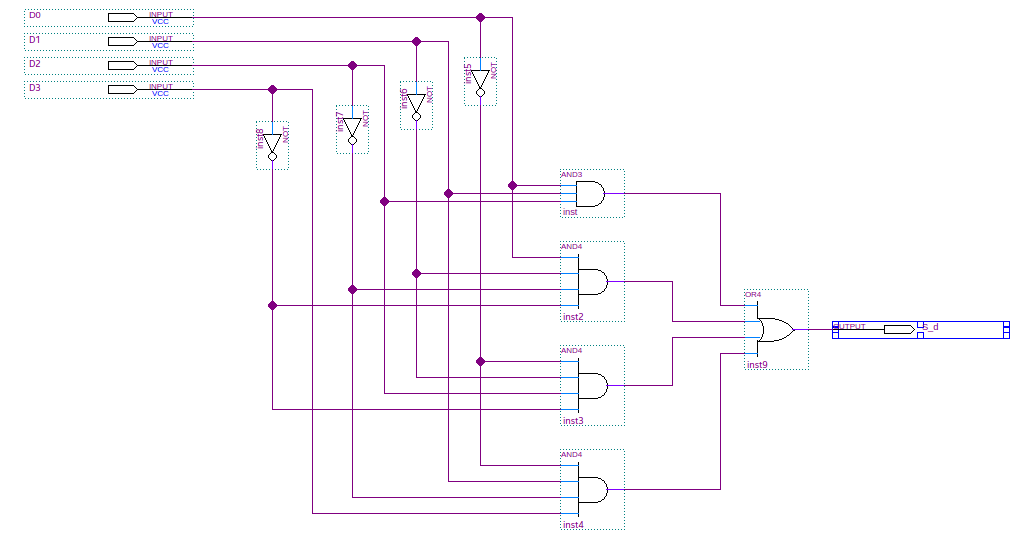 D0 INPUT
VCC
D1 INPUT
VCC
D2 INPUT
VCC
D3 INPUT
VCC
inst5 NOT
inst6 NOT
inst7 NOT
inst8 NOT
AND3
inst
AND4
inst2
OR4
inst9
UTPUT S_d
AND4
inst3
AND4
inst4